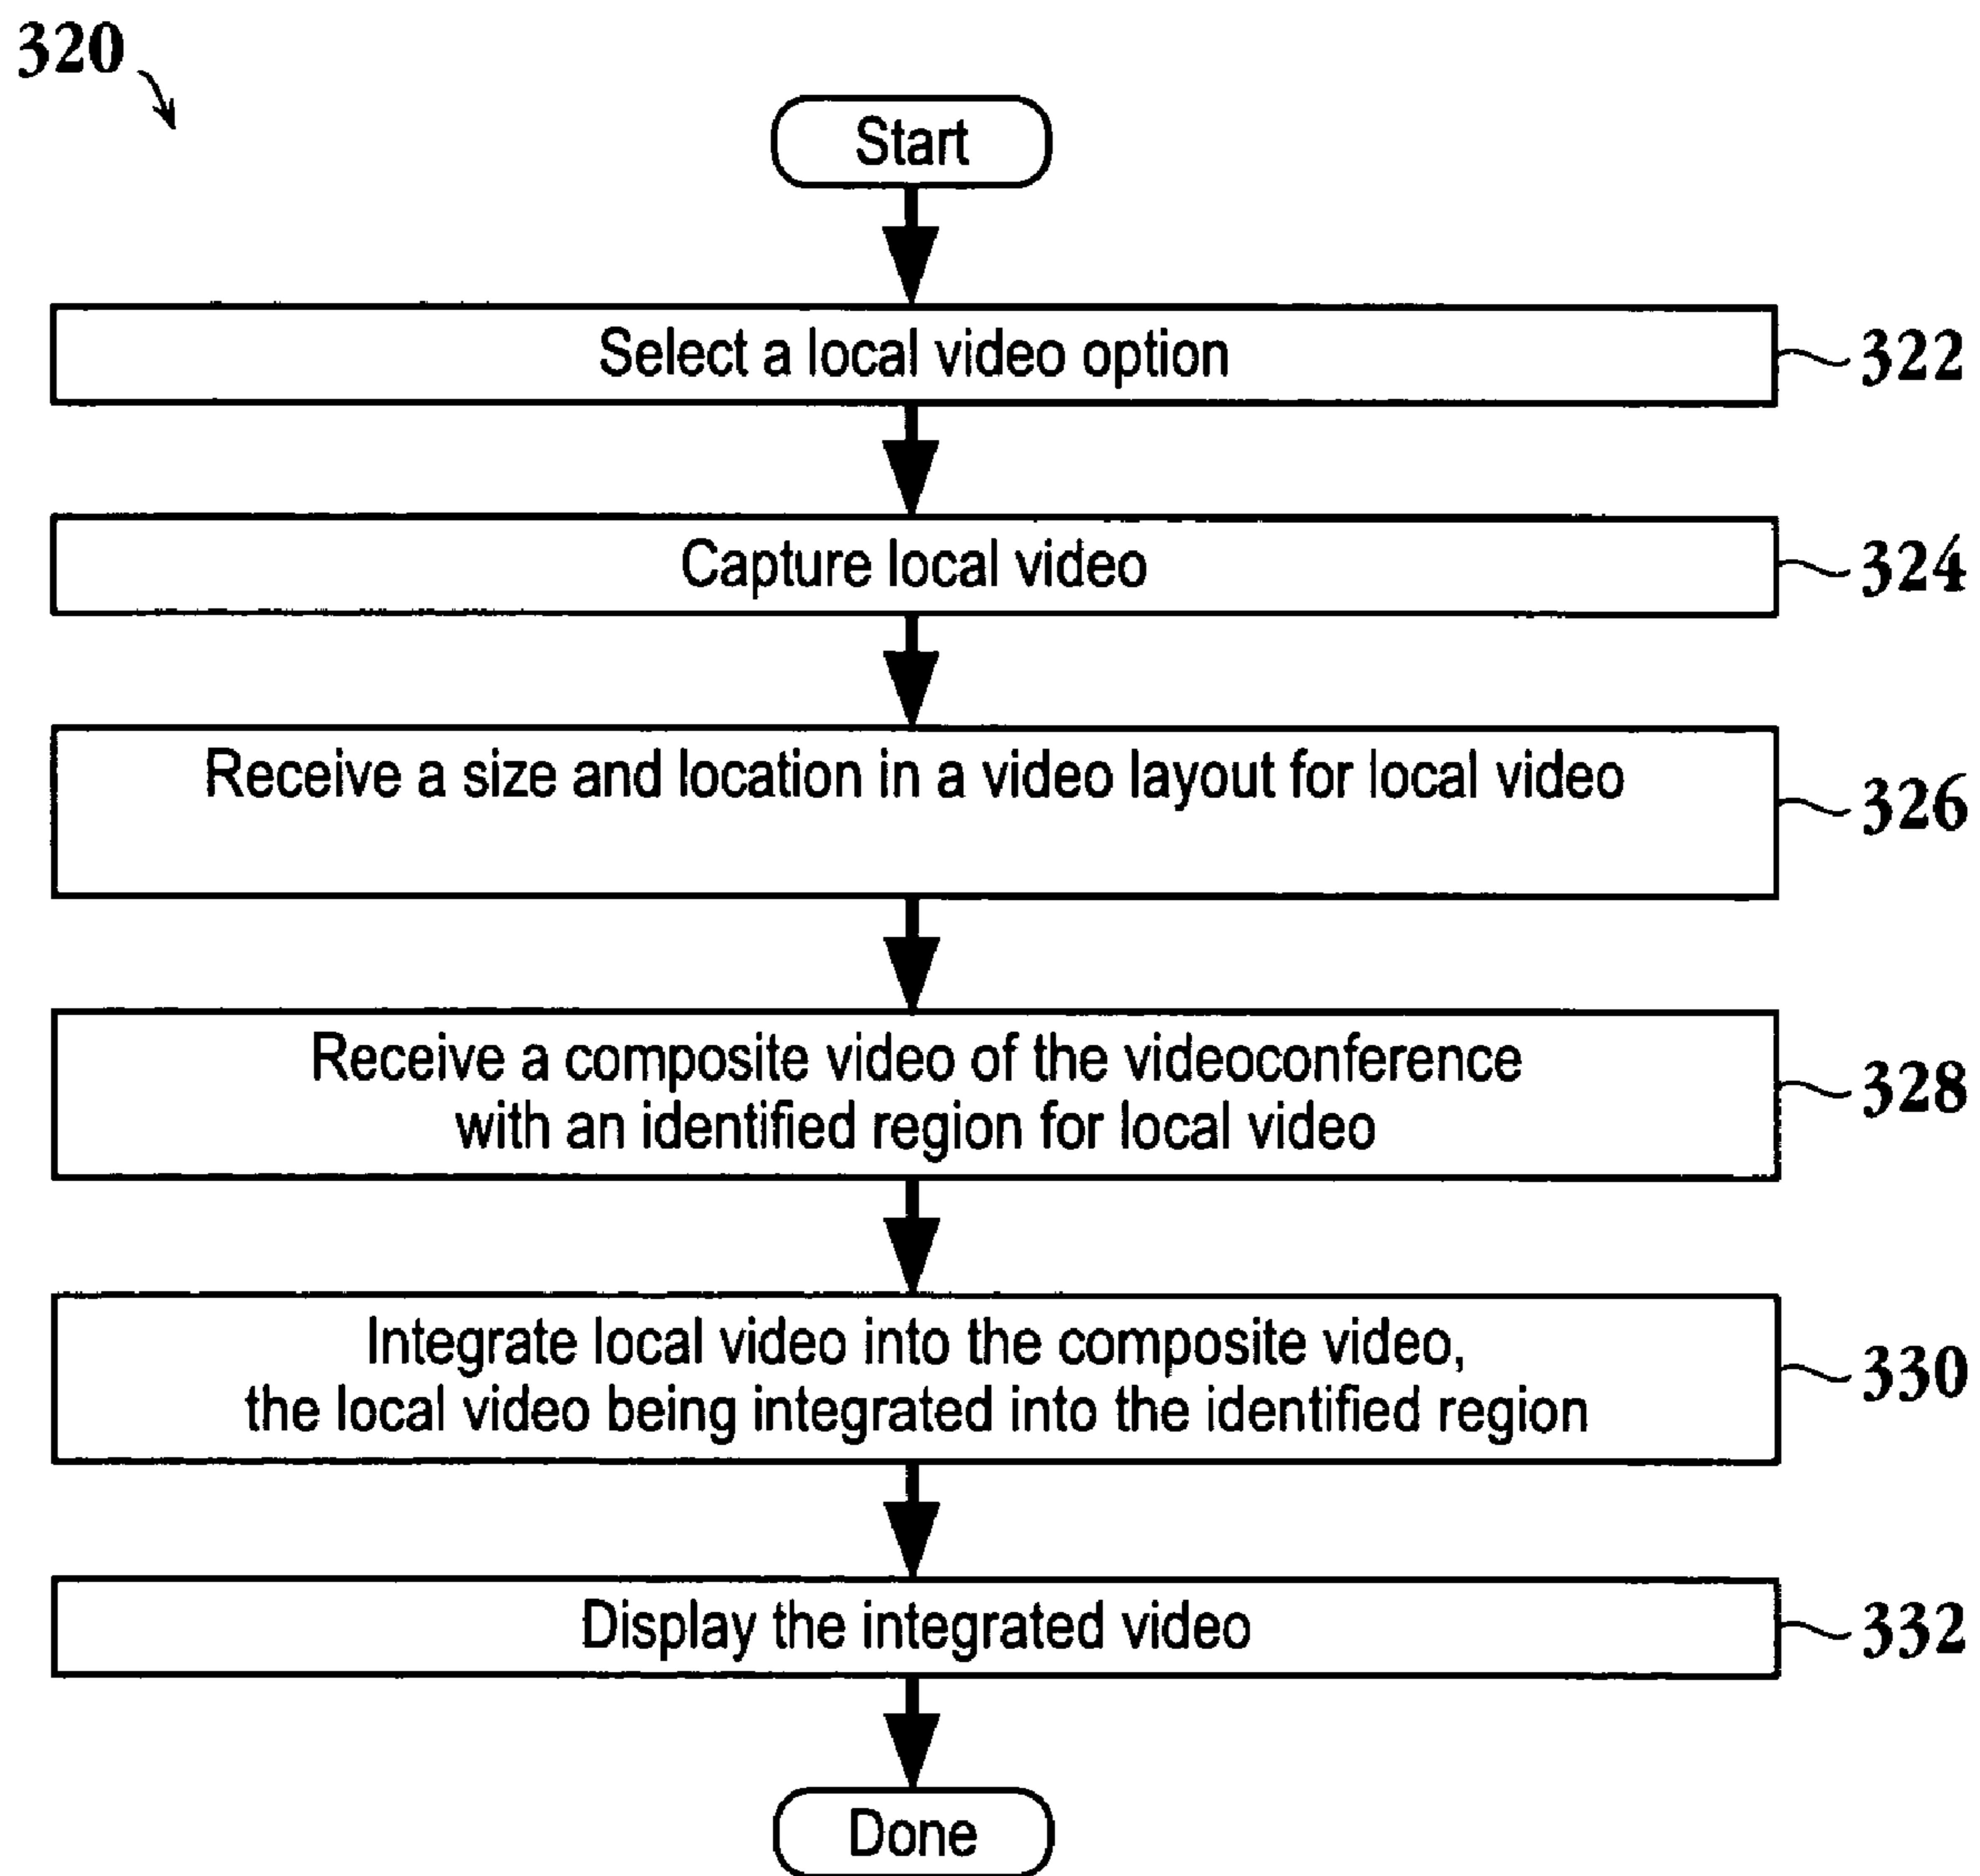 320
Start
Select a local video option
322
Capture local video
324
Receive a size and location in a video layout for local video
326
Receive a composite video of the videoconference
with an identified region for local video
328
Integrate local video into the composite video,
the local video being integrated into the identified region
330
Display the integrated video
332
Done